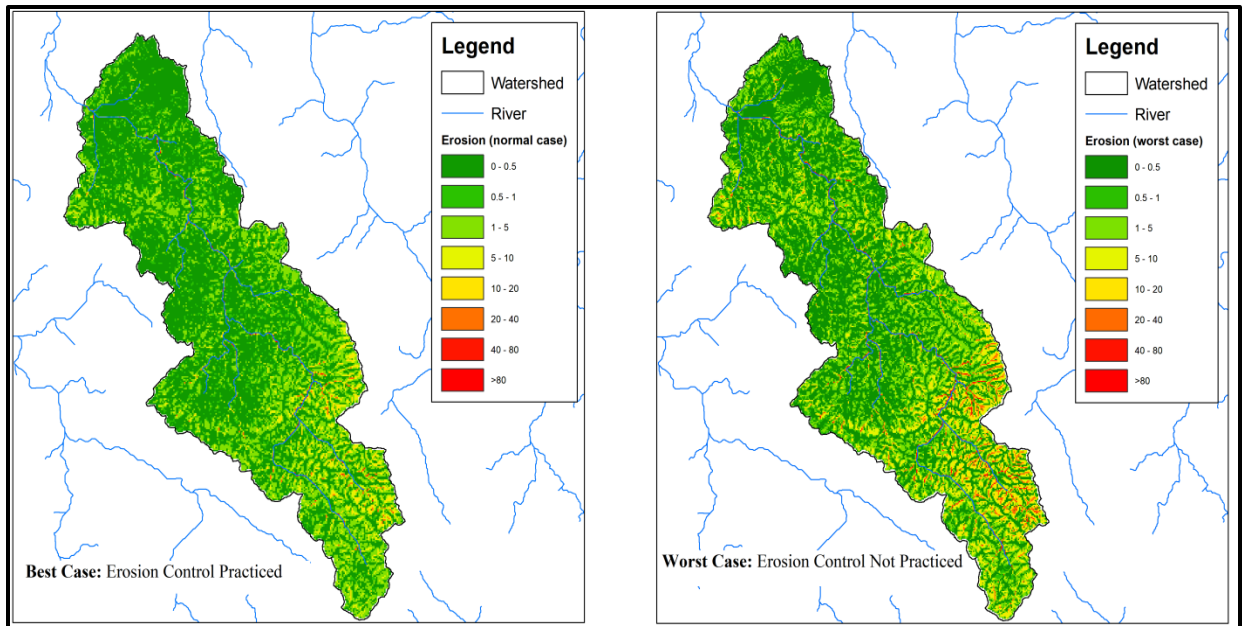 Legend
Watershed
River
Erosion (normal case)
0 - 0.5
0.5 - 1
1 - 5
5 - 10
10 - 20
20 - 40
40 - 80
>80
Best Case: Erosion Control Practiced
Legend
Watershed
River
Erosion (worst case)
0 - 0.5
0.5 - 1
1 - 5
5 - 10
10 - 20
20 - 40
40 - 80
>80
Worst Case: Erosion Control Not Practiced